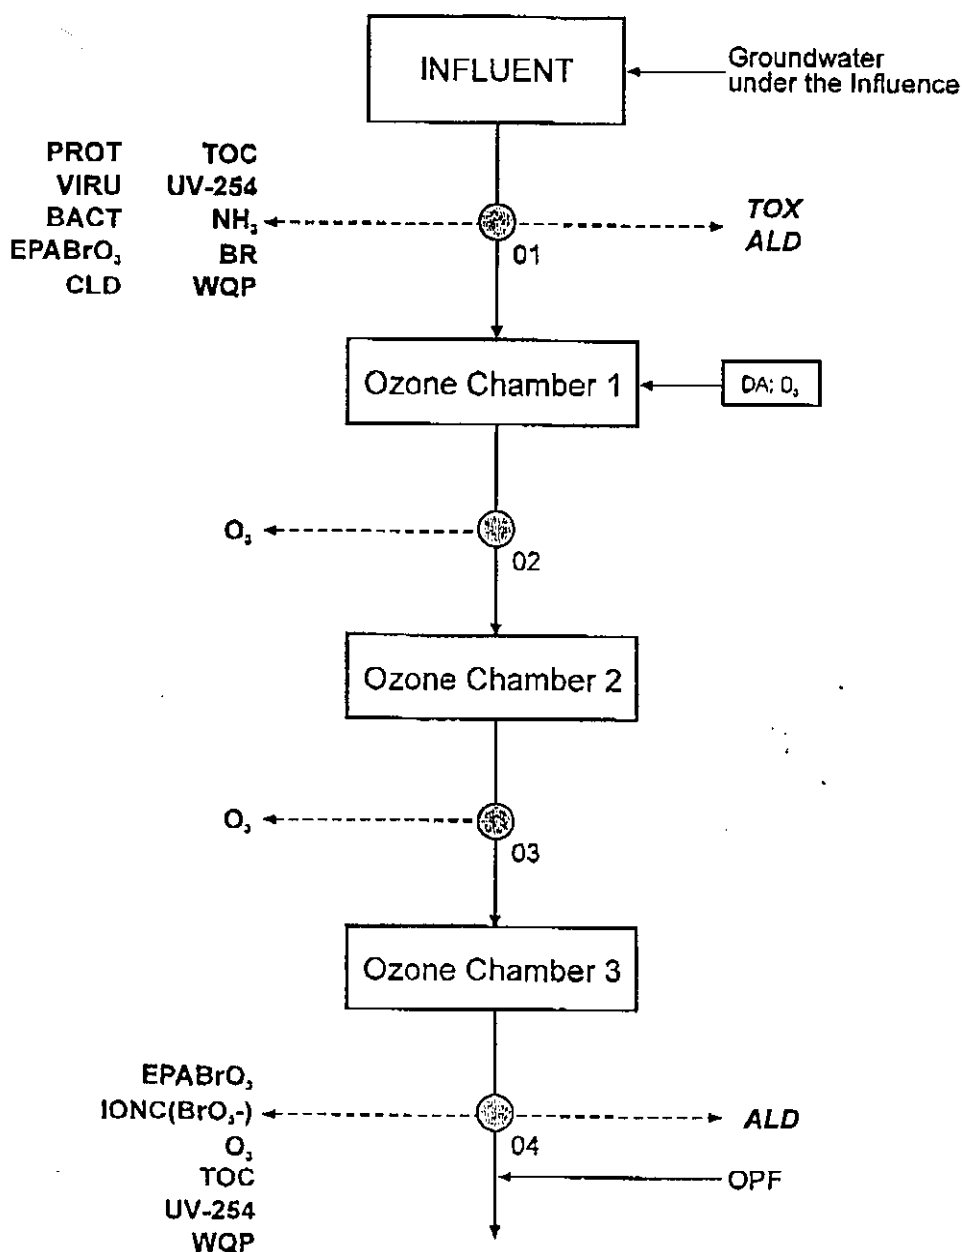 INFLUENT
Groundwater
under the Influence
PROT TOC
VIRU UV-254
BACT NH₃
EPABrO₃ BR
CLD WQP
TOX
ALD
01
Ozone Chamber 1
DA: O₃
O₃
02
Ozone Chamber 2
O₃
03
Ozone Chamber 3
EPABrO₃
IONC(BrO₃-)
O₃
TOC
UV-254
WQP
ALD
04
OPF